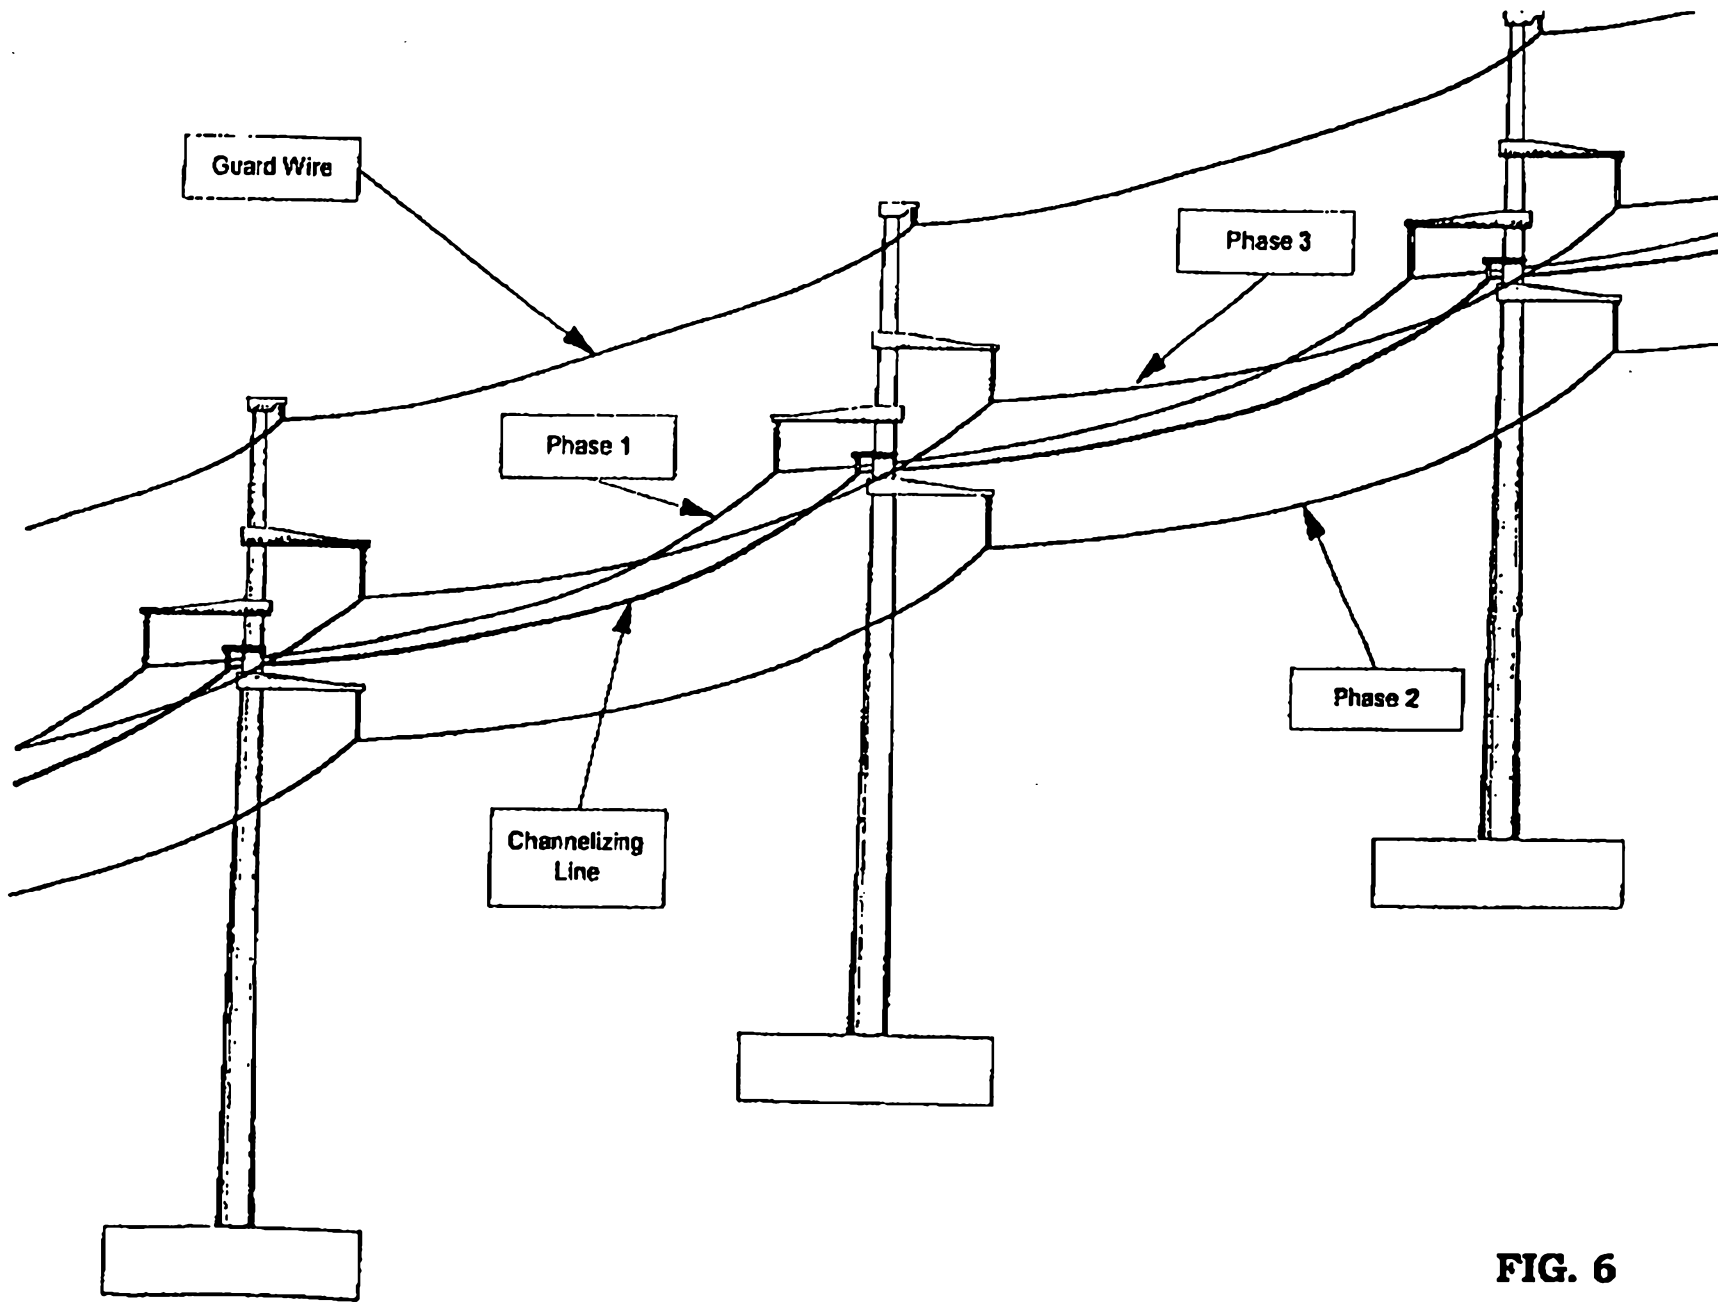 Guard Wire
Phase 3
Phase 1
Phase 2
Channelizing
Line
FIG. 6